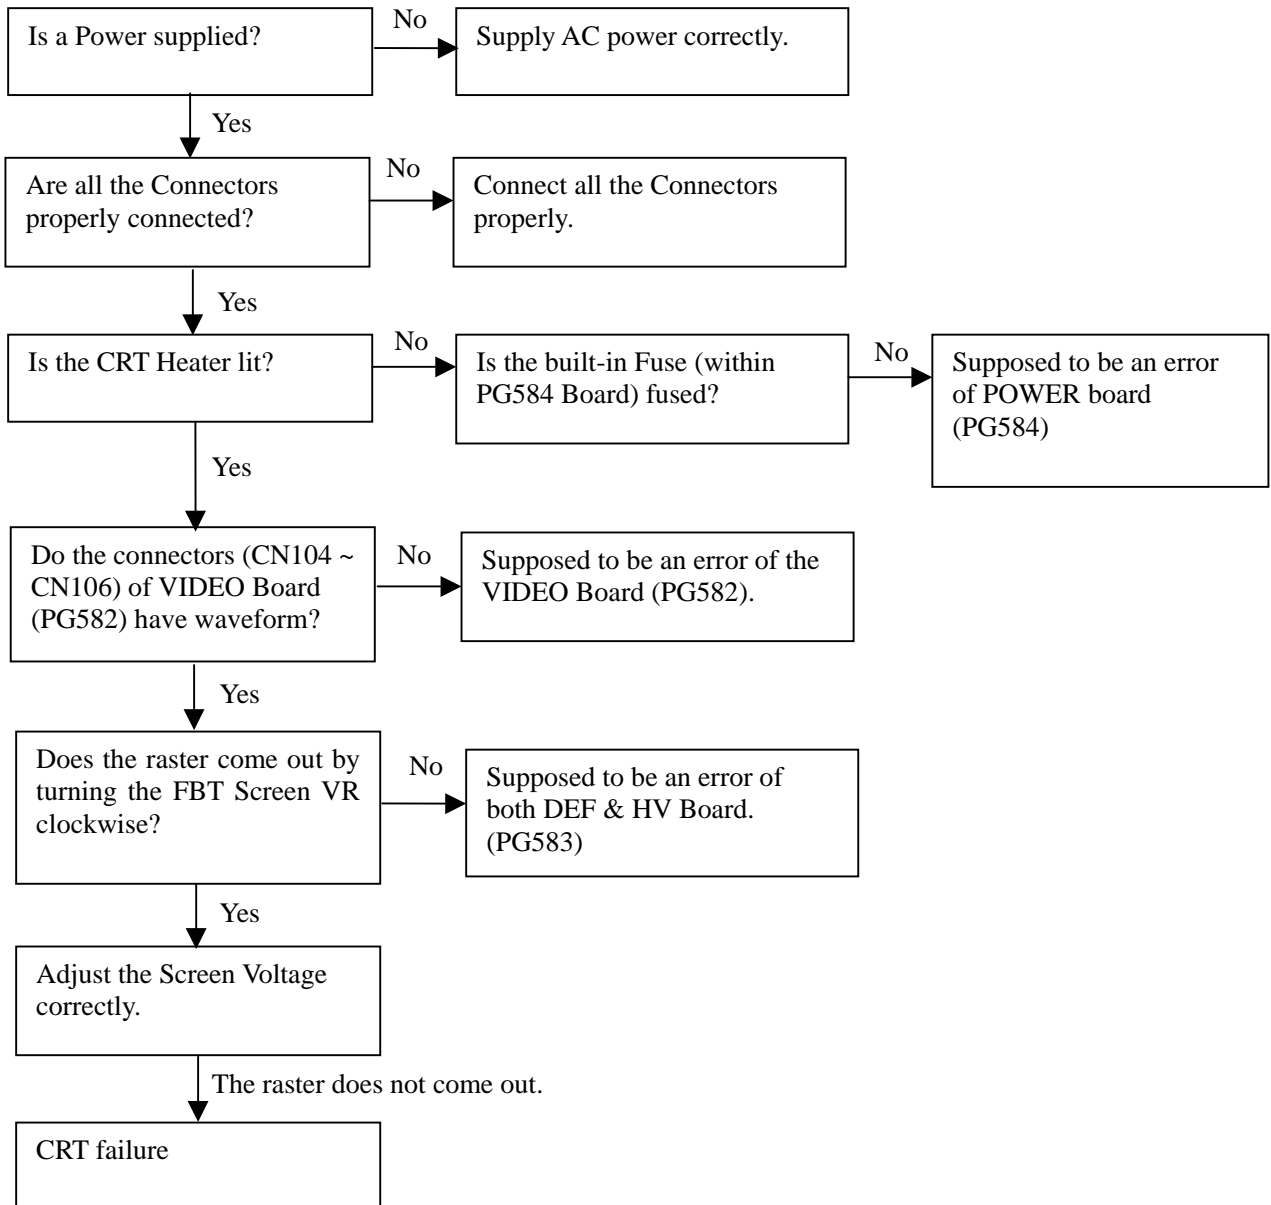 Is a Power supplied?
No
Supply AC power correctly.
Yes
Are all the Connectors
properly connected?
No
Connect all the Connectors
properly.
Yes
Is the CRT Heater lit?
No
Is the built-in Fuse (within
PG584 Board) fused?
No
Supposed to be an error
of POWER board
(PG584)
Yes
Do the connectors (CN104 ~
CN106) of VIDEO Board
(PG582) have waveform?
No
Supposed to be an error of the
VIDEO Board (PG582).
Yes
Does the raster come out by
turning the FBT Screen VR
clockwise?
No
Supposed to be an error of
both DEF & HV Board.
(PG583)
Yes
Adjust the Screen Voltage
correctly.
The raster does not come out.
CRT failure